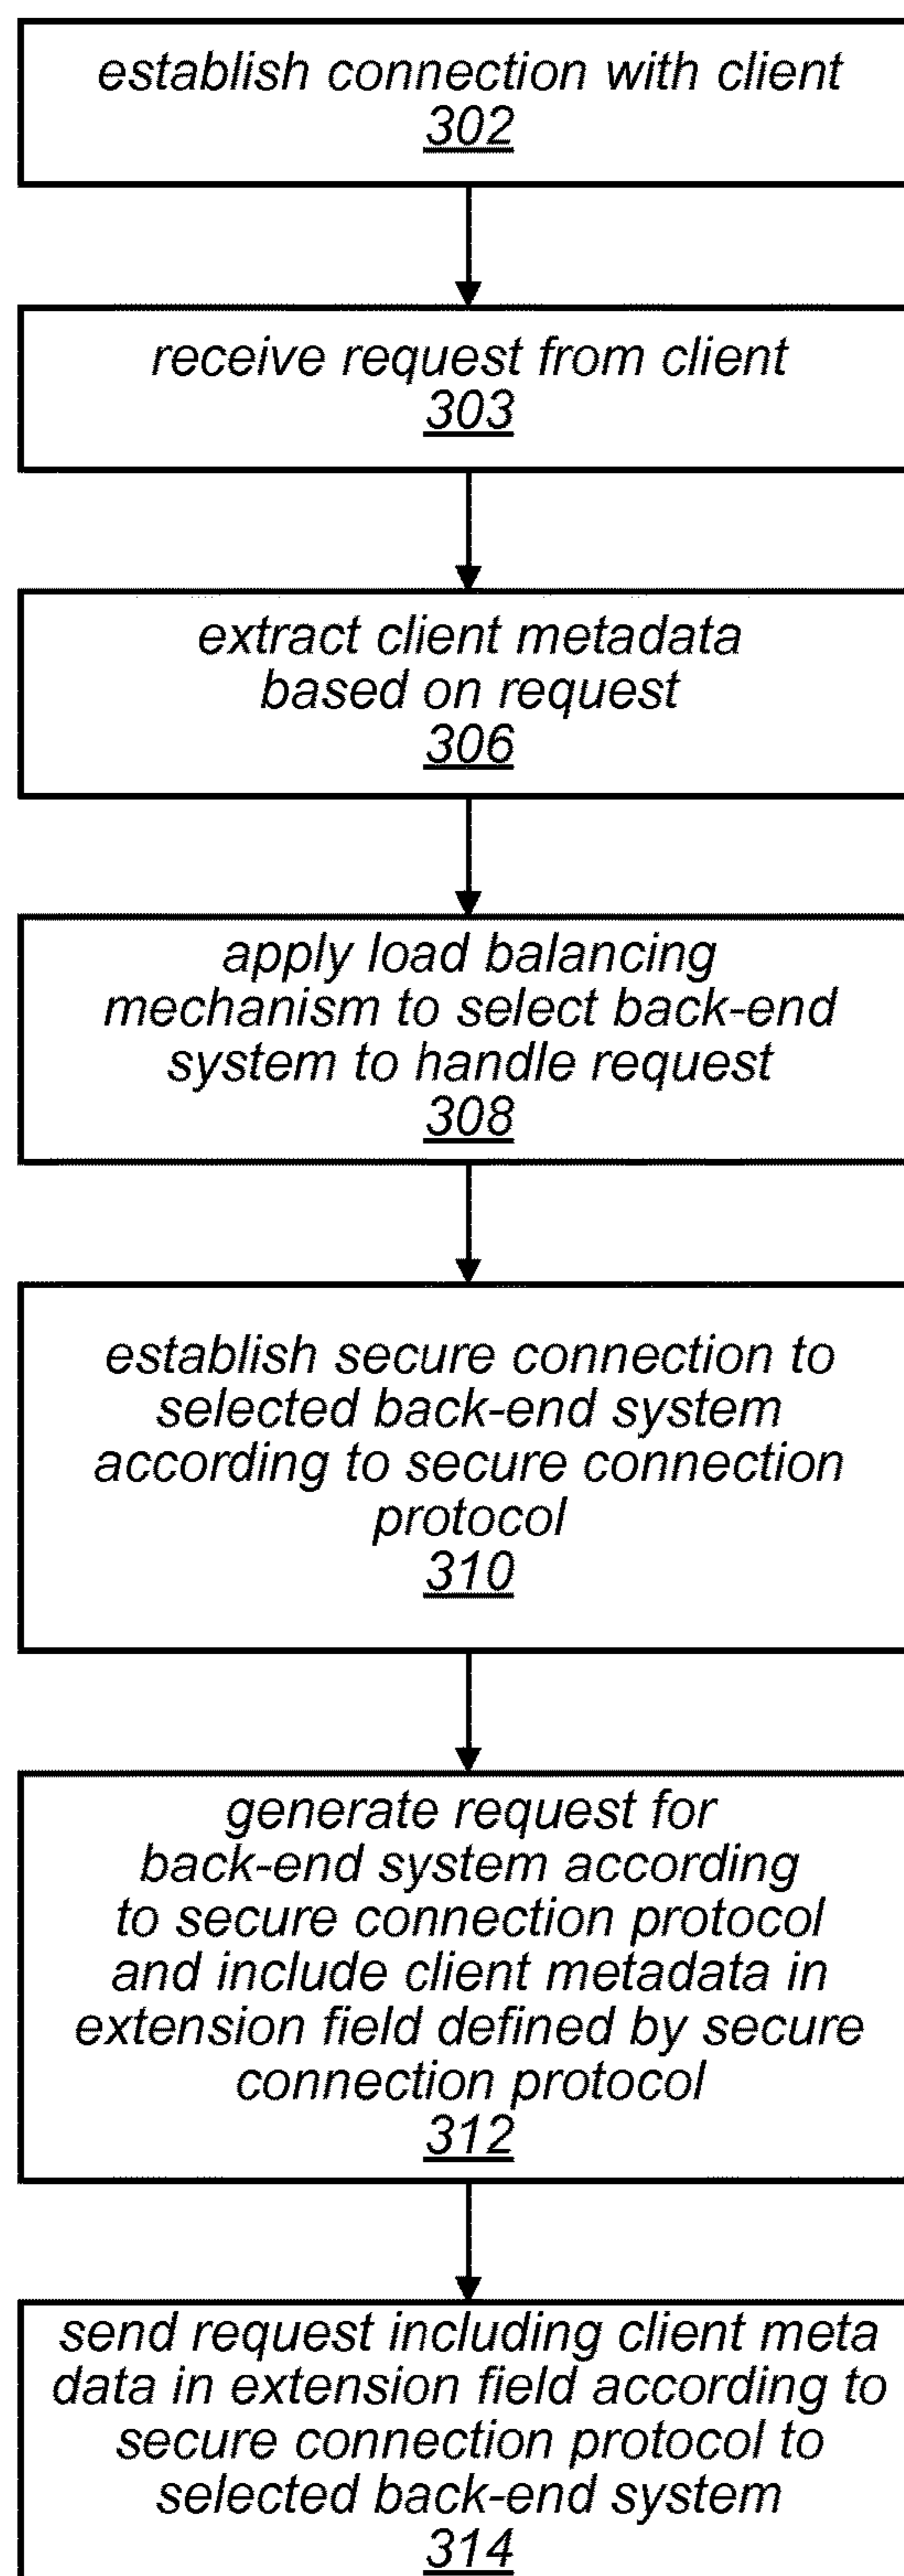 establish connection with client
302
receive request from client
303
extract client metadata
based on request
306
apply load balancing
mechanism to select back-end
system to handle request
308
establish secure connection to
selected back-end system
according to secure connection
protocol
310
generate request for
back-end system according
to secure connection protocol
and include client metadata in
extension field defined by secure
connection protocol
312
send request including client meta
data in extension field according to
secure connection protocol to
selected back-end system
314